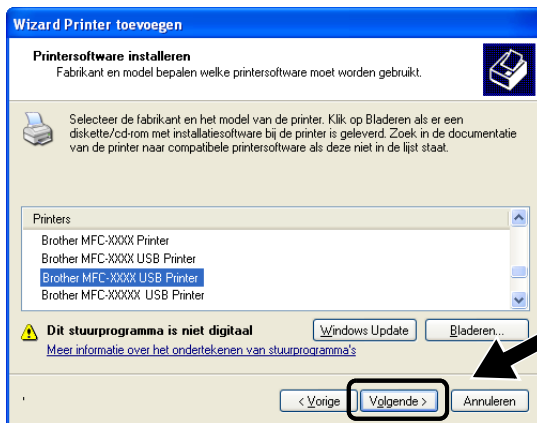 Wizard Printer toevoegen
Printersoftware installeren
Fabrikant en model bepalen welke printersoftware moet worden gebruikt.
Selecteer de fabrikant en het model van de printer. Klik op Bladeren als er een
diskette/cd-rom met installatiesoftware bij de printer is geleverd. Zoek in de documentatie
van de printer naar compatibele printersoftware als deze niet in de lijst staat.
Printers
Brother MFC-XXXX Printer
Brother MFC-XXXX USB Printer
Brother MFC-XXXX USB Printer
Brother MFC-XXXXX USB Printer
Dit stuurprogramma is niet digitaal
Windows Update
Bladeren...
Meer informatie over het ondertekenen van stuurprogramma's
< Vorige
Volgende >
Annuleren